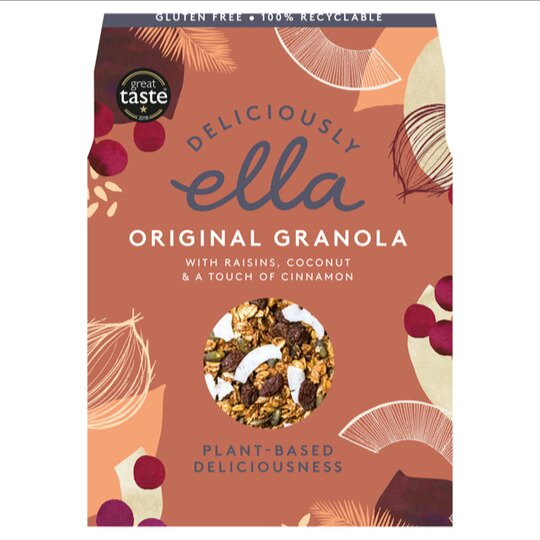 GLUTEN FREE • 100% RECYCLABLE
great
taste
2018
DELICIOUSLY
ella
ORIGINAL GRANOLA
WITH RAISINS, COCONUT
& A TOUCH OF CINNAMON
PLANT-BASED
DELICIOUSNESS